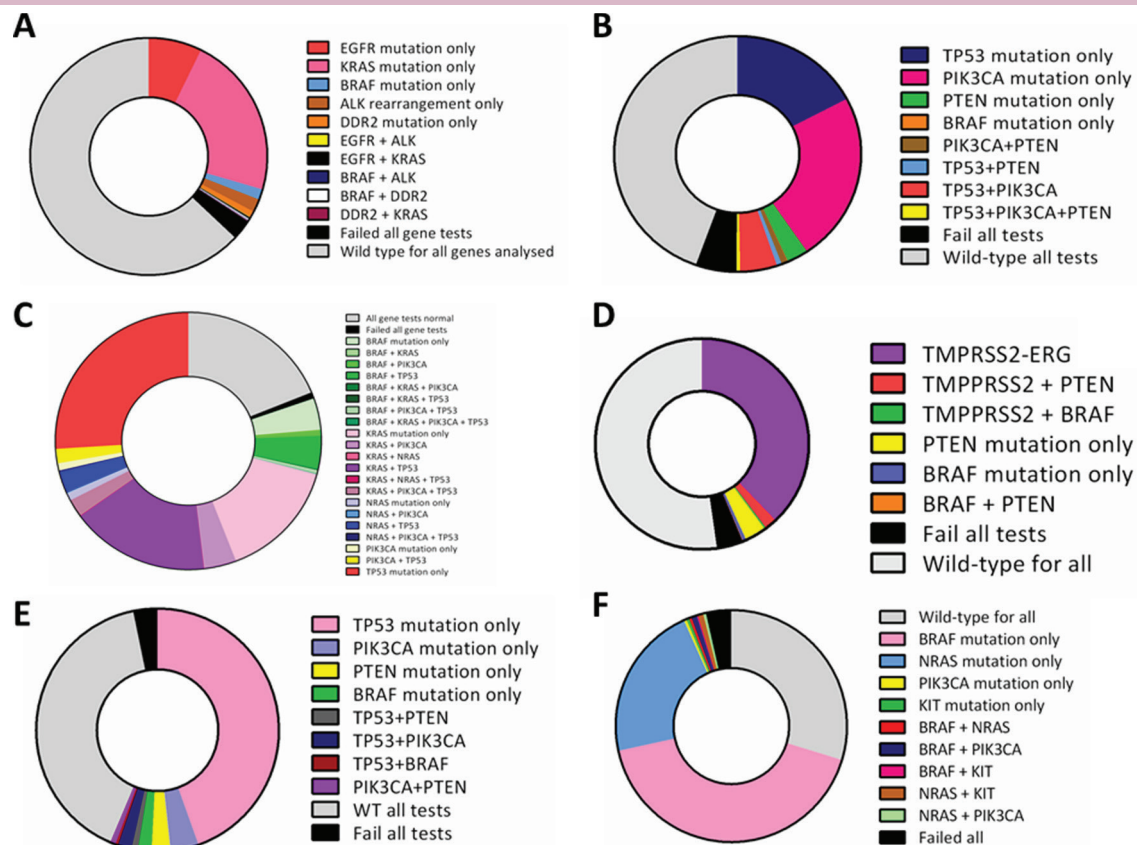 A
EGFR mutation only
KRAS mutation only
BRAF mutation only
ALK rearrangement only
DDR2 mutation only
EGFR + ALK
EGFR + KRAS
BRAF + ALK
BRAF + DDR2
DDR2 + KRAS
Failed all gene tests
Wild type for all genes analysed
B
TP53 mutation only
PIK3CA mutation only
PTEN mutation only
BRAF mutation only
PIK3CA+PTEN
TP53+PTEN
TP53+PIK3CA
TP53+PIK3CA+PTEN
Fail all tests
Wild-type all tests
C
All gene tests normal
Failed all gene tests
BRAF mutation only
BRAF + KRAS
BRAF + PIK3CA
BRAF + TP53
BRAF + KRAS + PIK3CA
BRAF + KRAS + TP53
BRAF + PIK3CA + TP53
BRAF + KRAS + PIK3CA + TP53
KRAS mutation only
KRAS + PIK3CA
KRAS + NRAS
KRAS + TP53
KRAS + NRAS + TP53
KRAS + PIK3CA + TP53
NRAS mutation only
NRAS + PIK3CA
NRAS + TP53
NRAS + PIK3CA + TP53
PIK3CA mutation only
PIK3CA + TP53
TP53 mutation only
D
TMPRSS2-ERG
TMPPRSS2 + PTEN
TMPPRSS2 + BRAF
PTEN mutation only
BRAF mutation only
BRAF + PTEN
Fail all tests
Wild-type for all
E
TP53 mutation only
PIK3CA mutation only
PTEN mutation only
BRAF mutation only
TP53+PTEN
TP53+PIK3CA
TP53+BRAF
PIK3CA+PTEN
WT all tests
Fail all tests
F
Wild-type for all
BRAF mutation only
NRAS mutation only
PIK3CA mutation only
KIT mutation only
BRAF + NRAS
BRAF + PIK3CA
BRAF + KIT
NRAS + KIT
NRAS + PIK3CA
Failed all